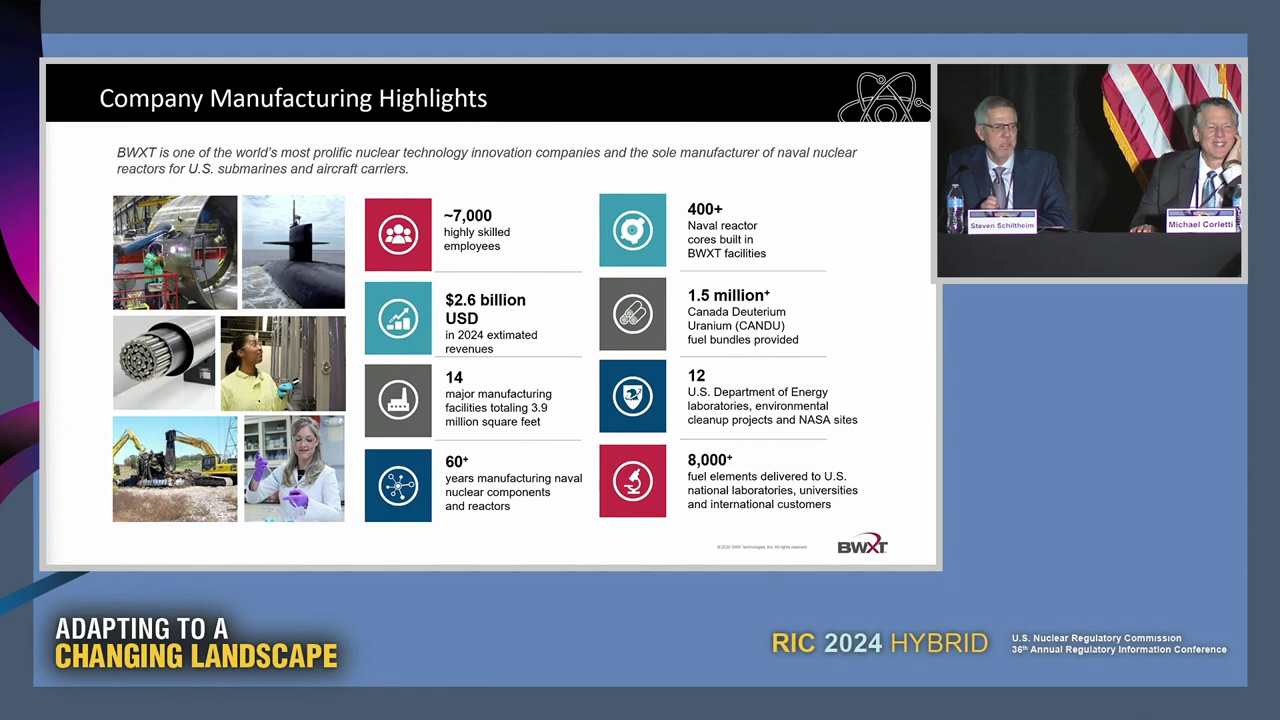 Company Manufacturing Highlights
BWXT is one of the world's most prolific nuclear technology innovation companies and the sole manufacturer of naval nuclear
reactors for U.S. submarines and aircraft carriers.
~7,000
highly skilled
employees
$2.6 billion
USD
in 2024 extimated
revenues
14
major manufacturing
facilities totaling 3.9
million square feet
60+
years manufacturing naval
nuclear components
and reactors
400+
Naval reactor
cores built in
BWXT facilities
1.5 million+
Canada Deuterium
Uranium (CANDU)
fuel bundles provided
12
U.S. Department of Energy
laboratories, environmental
cleanup projects and NASA sites
8,000+
fuel elements delivered to U.S.
national laboratories, universities
and international customers
BWXT
Steven Schilthelm
Michael Corletti
ADAPTING TO A
CHANGING LANDSCAPE
RIC 2024 HYBRID
U.S. Nuclear Regulatory Commission
36th Annual Regulatory Information Conference